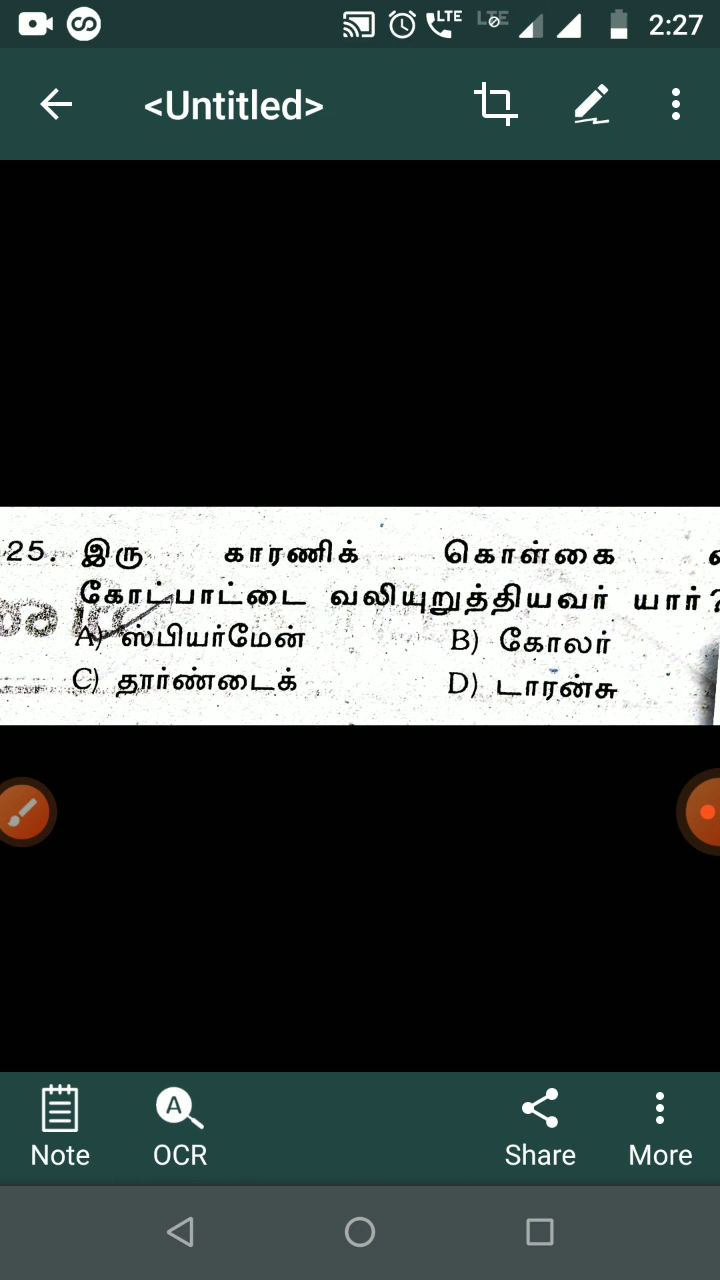 LTE LTE 2:27
<Untitled>
25. இரு காரணிக் கொள்கை
கோட்பாட்டை வலியுறுத்தியவர் யார்?
A) ஸ்பியர்மேன் B) கோலர்
C) தார்ண்டைக் D) டாரன்சு
Note OCR Share More